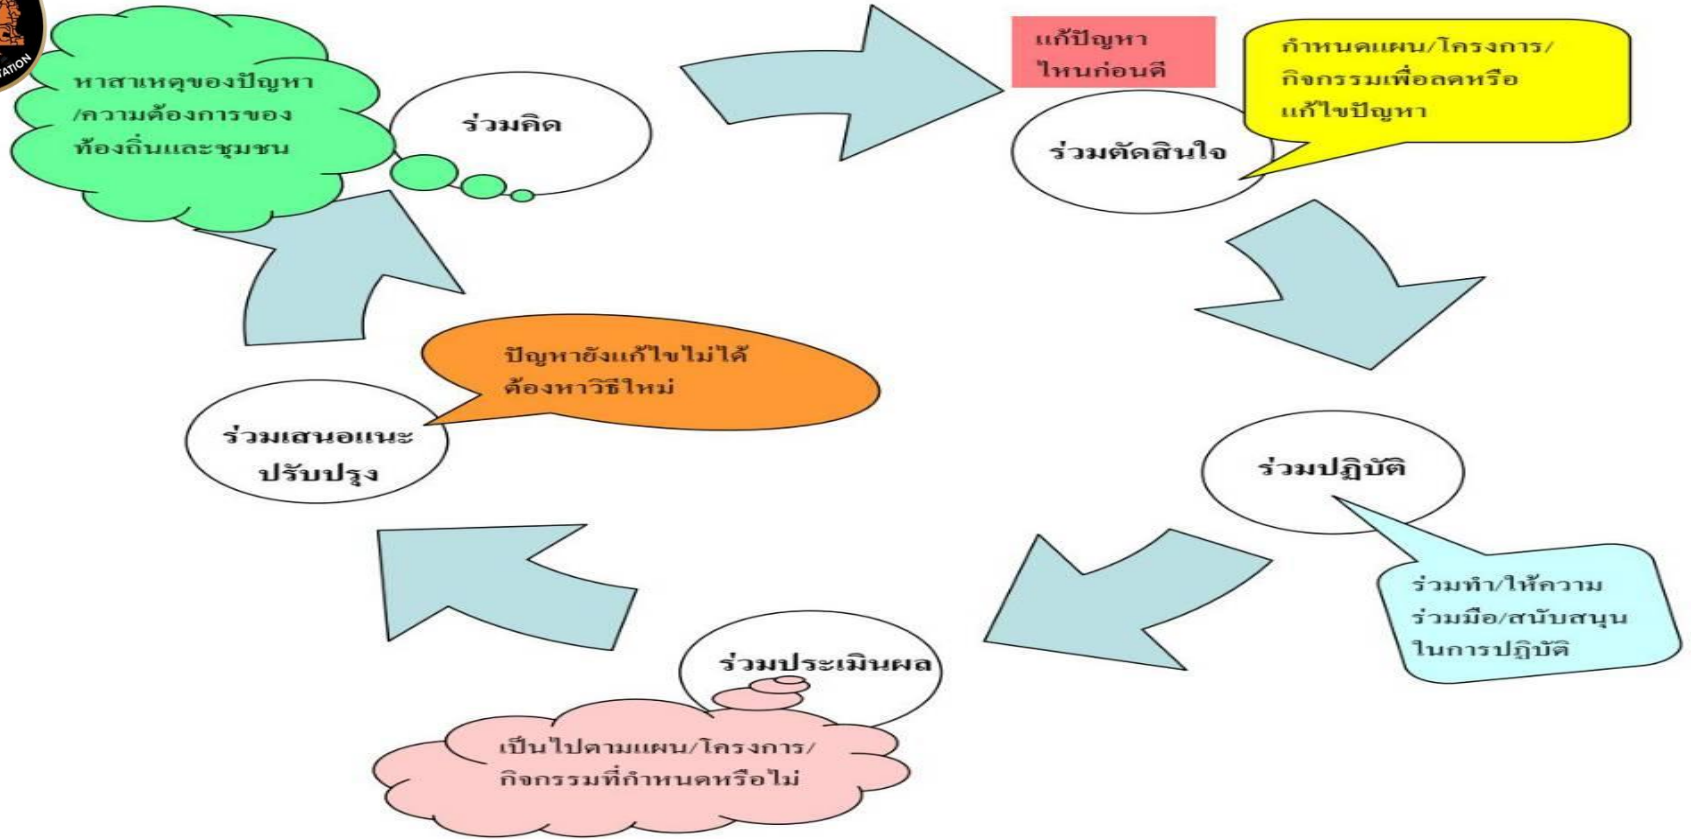 TATION
หาสาเหตุของปัญหา
/ความต้องการของ
ท้องถิ่นและชุมชน
ร่วมคิด
แก้ปัญหา
ไหนก่อนดี
ร่วมตัดสินใจ
กำหนดแผน/โครงการ/
กิจกรรมเพื่อลดหรือ
แก้ไขปัญหา
ร่วมปฏิบัติ
ร่วมทำ/ให้ความ
ร่วมมือ/สนับสนุน
ในการปฏิบัติ
ร่วมประเมินผล
เป็นไปตามแผน/โครงการ/
กิจกรรมที่กำหนดหรือไม่
ร่วมเสนอแนะ
ปรับปรุง
ปัญหายังแก้ไขไม่ได้
ต้องหาวิธีใหม่